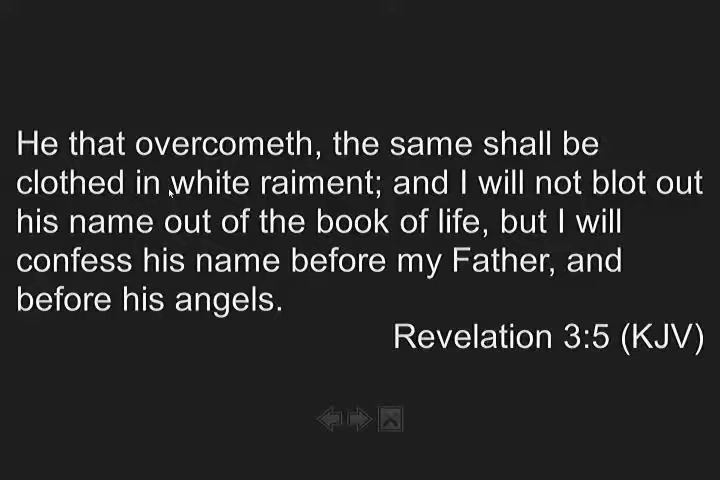 He that overcometh, the same shall be
clothed in white raiment; and I will not blot out
his name out of the book of life, but I will
confess his name before my Father, and
before his angels.
Revelation 3:5 (KJV)